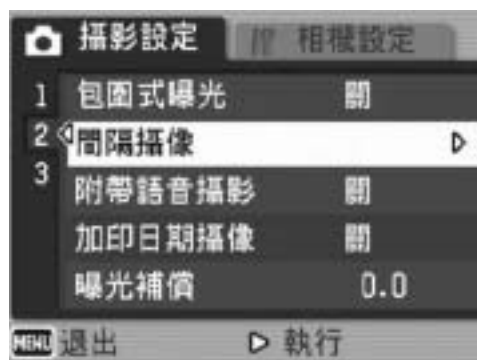 攝影設定 相機設定
1 包圍式曝光 關
2 間隔攝像
3
附帶語音攝影 關
加印日期攝像 關
曝光補償 0.0
MENU 退出 執行